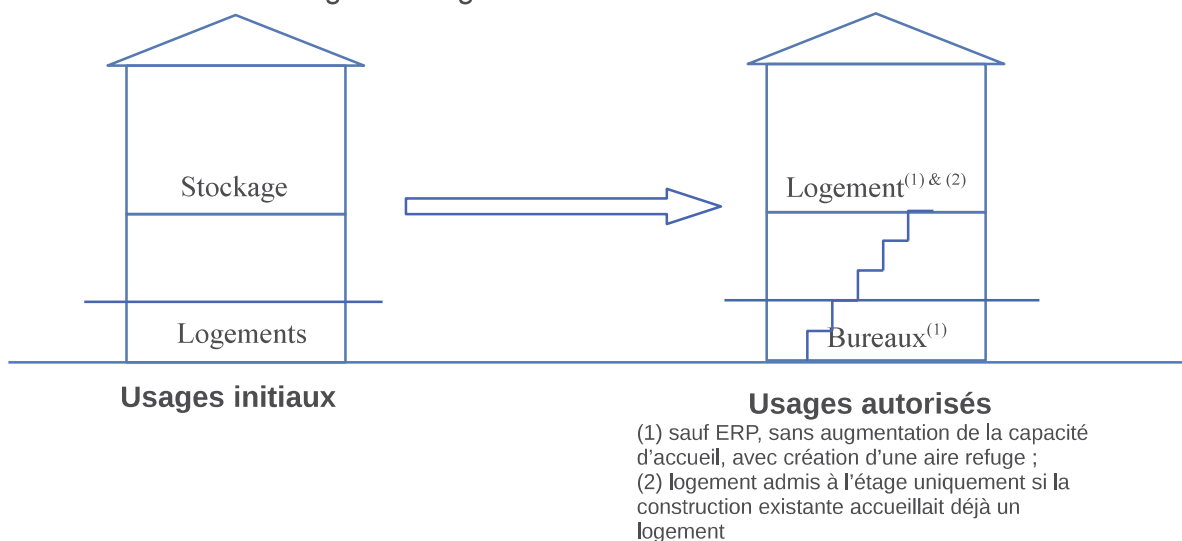 Stockage
Logement(1) & (2)
Logements
Bureaux(1)
Usages initiaux
Usages autorisés
(1) sauf ERP, sans augmentation de la capacité
d'accueil, avec création d'une aire refuge ;
(2) logement admis à l'étage uniquement si la
construction existante accueillait déjà un
logement